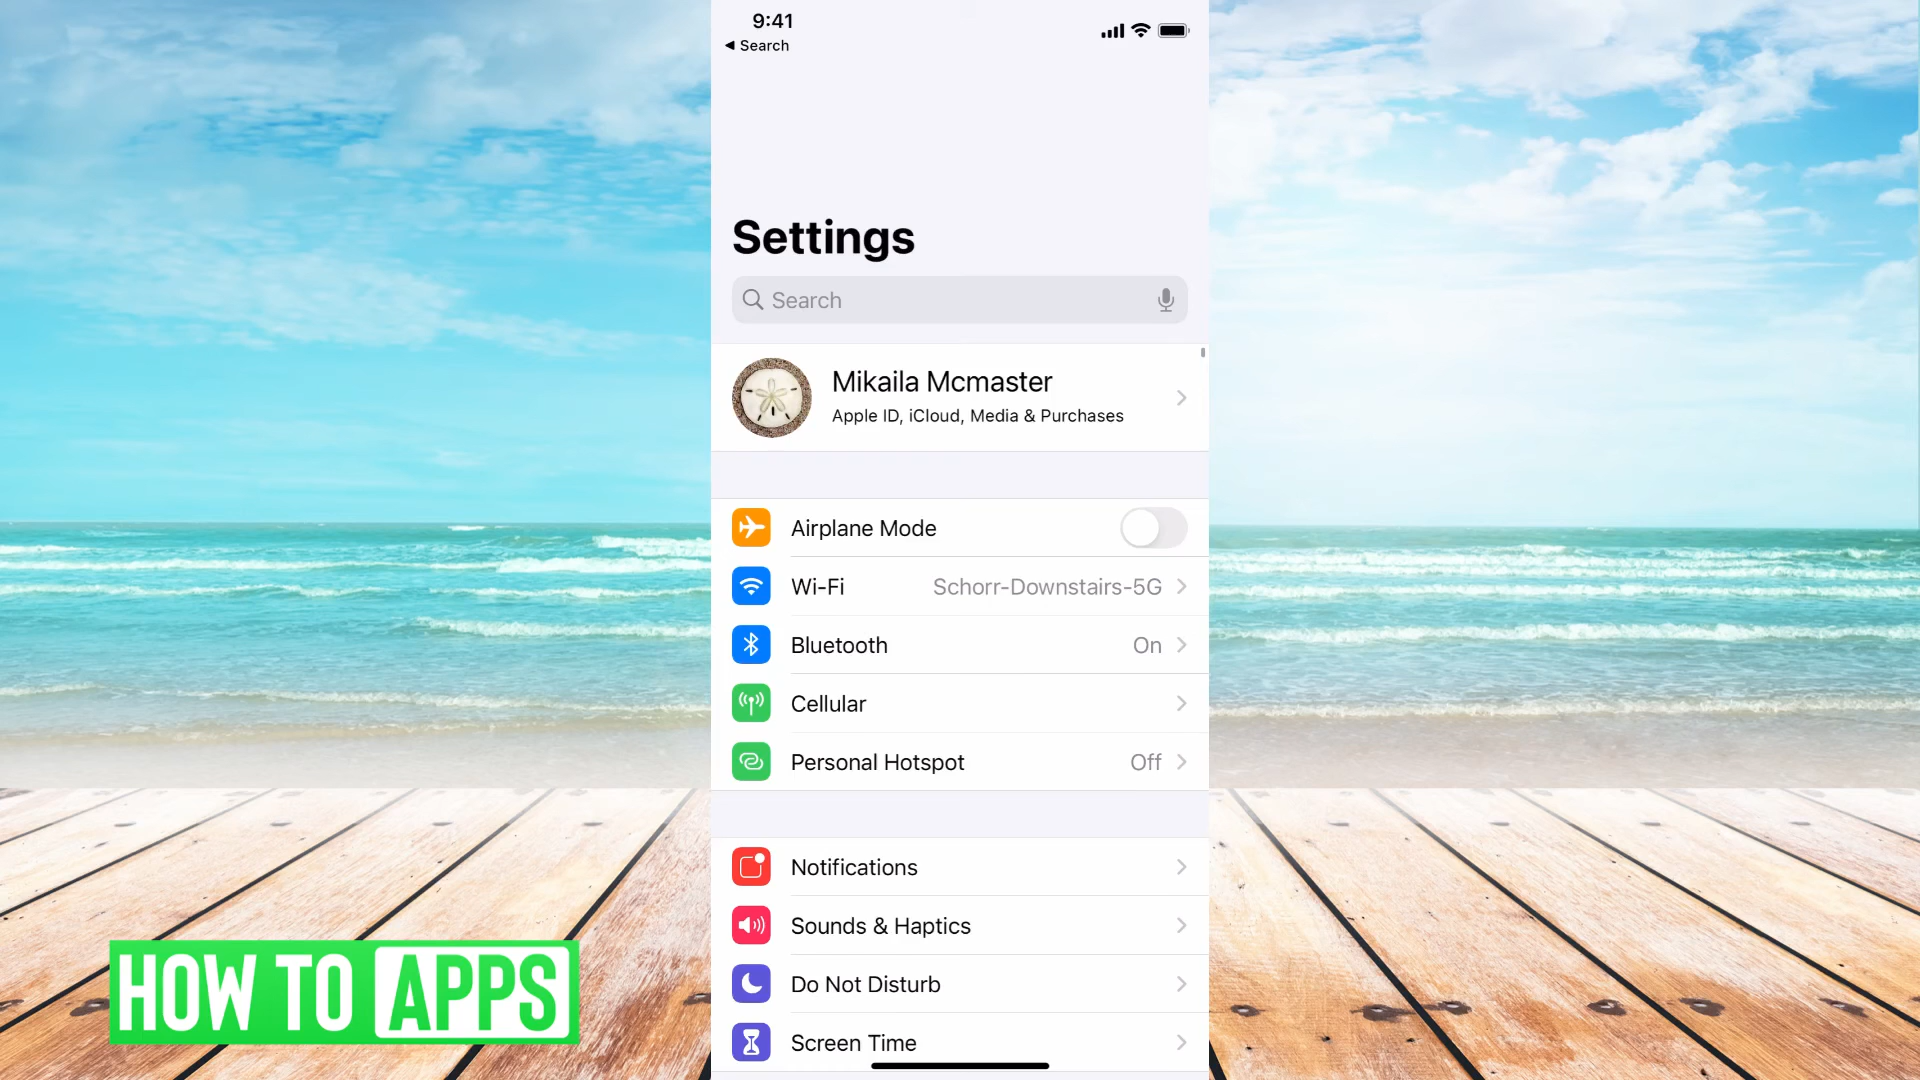 9:41
Search
Settings
Search
Mikaila Mcmaster
Apple ID, iCloud, Media & Purchases
Airplane Mode
Wi-Fi Schorr-Downstairs-5G
Bluetooth On
Cellular
Personal Hotspot Off
Notifications
Sounds & Haptics
Do Not Disturb
Screen Time
HOW TO APPS